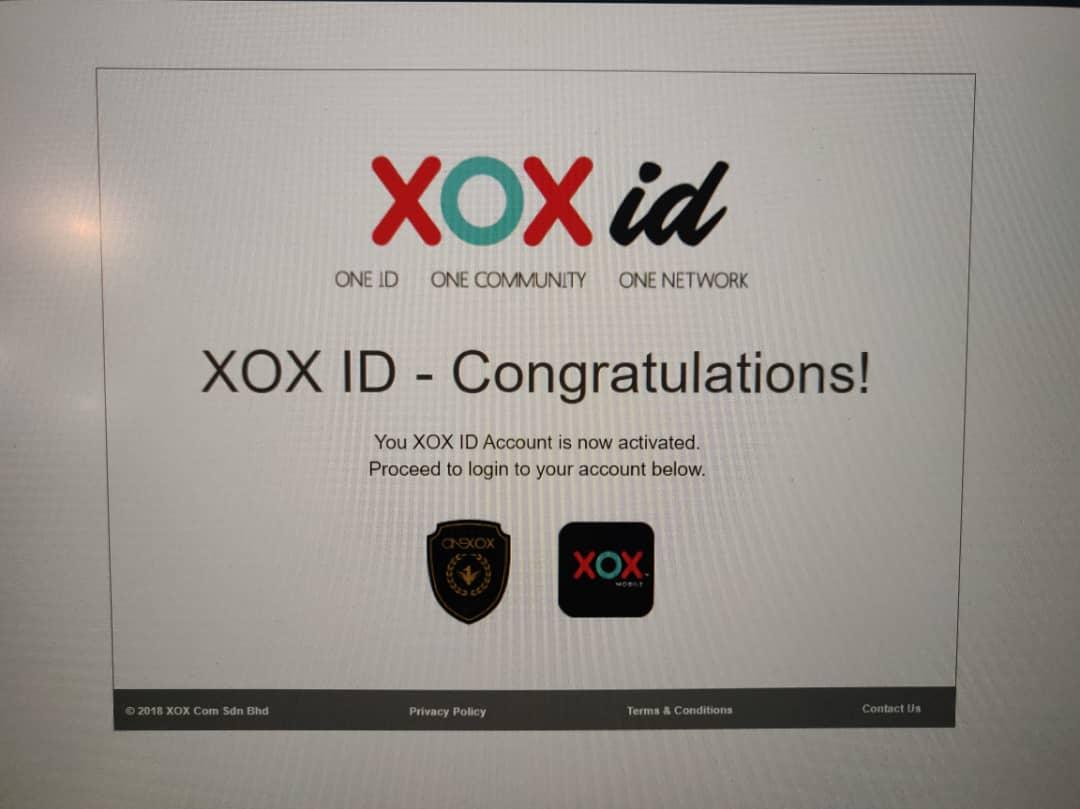 XOX id
ONE ID ONE COMMUNITY ONE NETWORK
XOX ID - Congratulations!
You XOX ID Account is now activated.
Proceed to login to your account below.
ONEXOX
XOX
MOBILE
© 2018 XOX Com Sdn Bhd Privacy Policy Terms & Conditions Contact Us